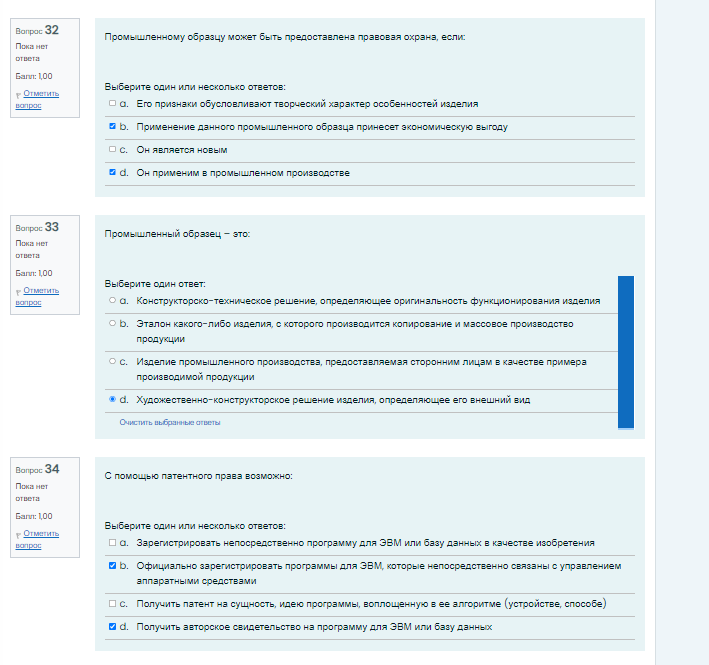 Вопрос 32
Пока нет
ответа
Балл: 1,00
Отметить
вопрос
Промышленному образцу может быть предоставлена правовая охрана, если:
Выберите один или несколько ответов:
a. Его признаки обусловливают творческий характер особенностей изделия
b. Применение данного промышленного образца принесет экономическую выгоду
c. Он является новым
d. Он применим в промышленном производстве
Вопрос 33
Пока нет
ответа
Балл: 1,00
Отметить
вопрос
Промышленный образец – это:
Выберите один ответ:
a. Конструкторско-техническое решение, определяющее оригинальность функционирования изделия
b. Эталон какого-либо изделия, с которого производится копирование и массовое производство
продукции
c. Изделие промышленного производства, предоставляемая сторонним лицам в качестве примера
производимой продукции
d. Художественно-конструкторское решение изделия, определяющее его внешний вид
Очистить выбранные ответы
Вопрос 34
Пока нет
ответа
Балл: 1,00
Отметить
вопрос
С помощью патентного права возможно:
Выберите один или несколько ответов:
a. Зарегистрировать непосредственно программу для ЭВМ или базу данных в качестве изобретения
b. Официально зарегистрировать программы для ЭВМ, которые непосредственно связаны с управлением
аппаратными средствами
c. Получить патент на сущность, идею программы, воплощенную в ее алгоритме (устройстве, способе)
d. Получить авторское свидетельство на программу для ЭВМ или базу данных